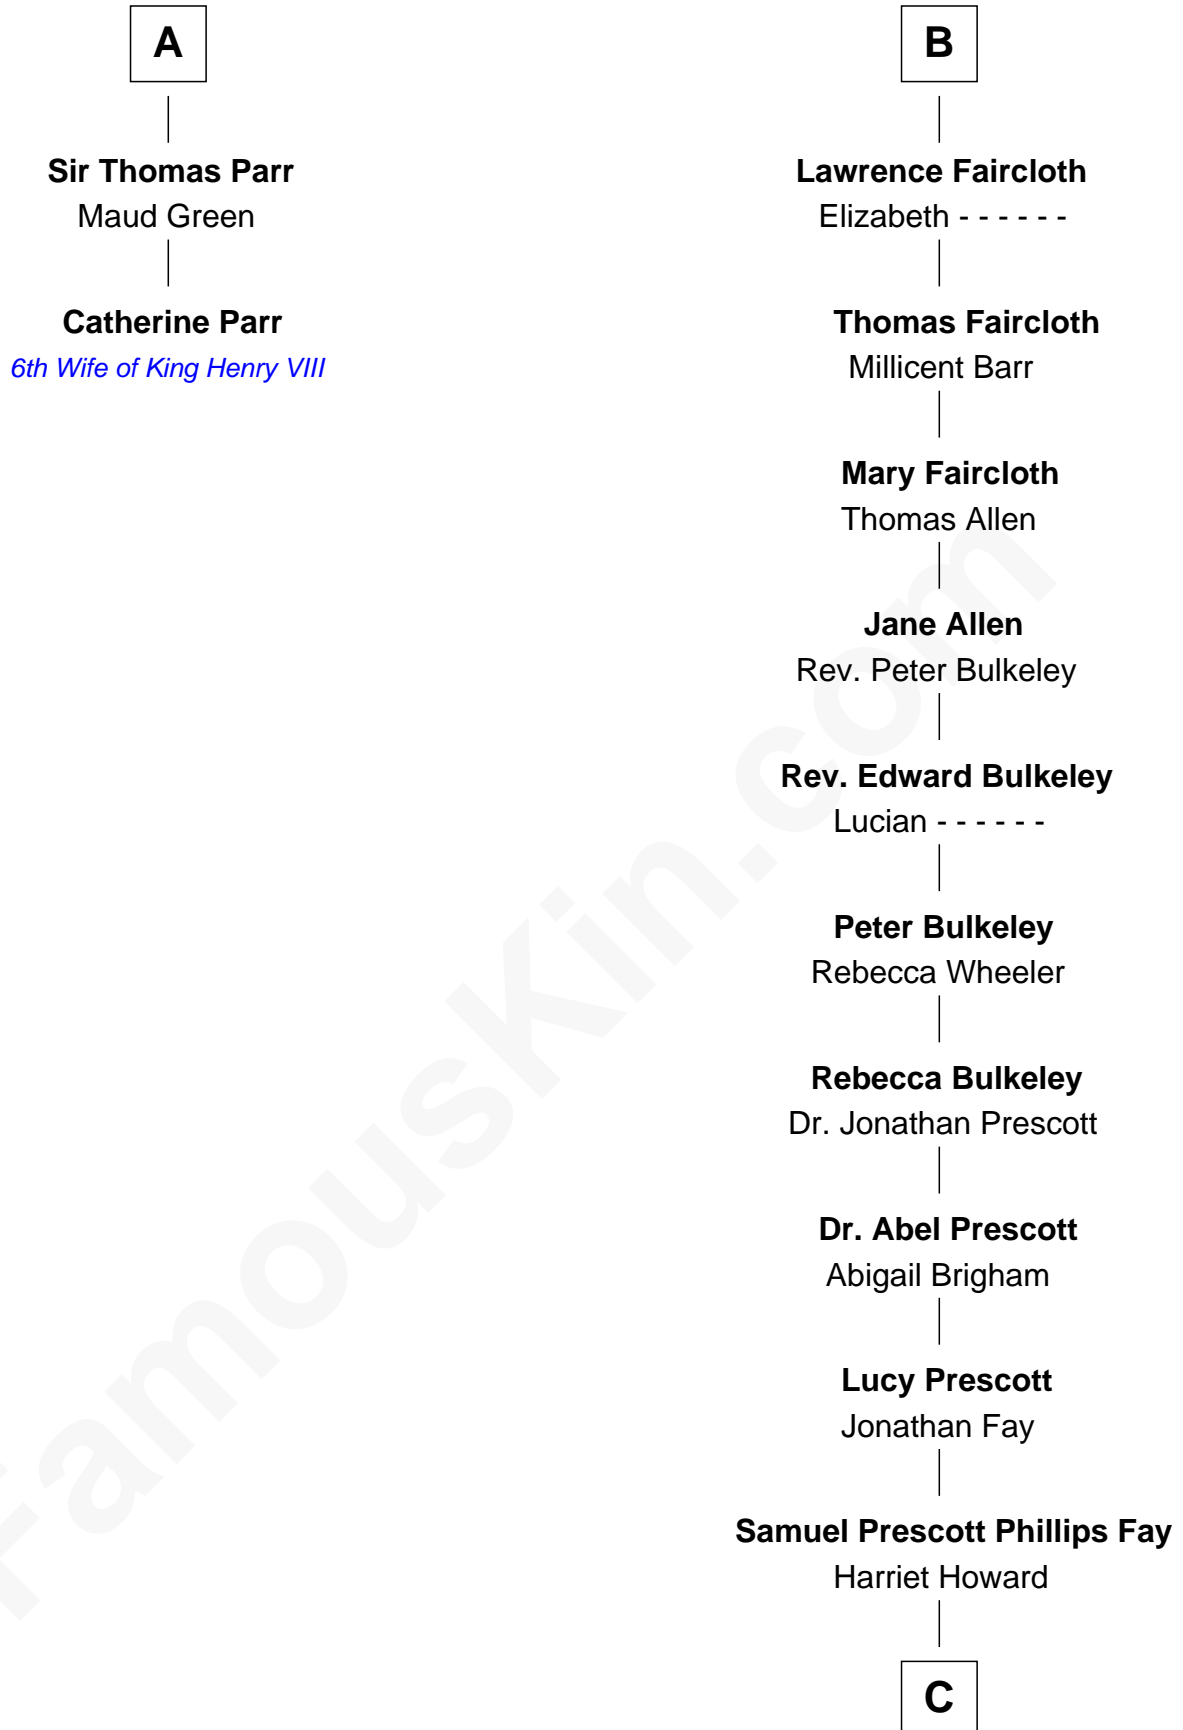 A
Sir Thomas Parr
Maud Green
Catherine Parr
6th Wife of King Henry VIII
B
Lawrence Faircloth
Elizabeth - - - - - -
Thomas Faircloth
Millicent Barr
Mary Faircloth
Thomas Allen
Jane Allen
Rev. Peter Bulkeley
Rev. Edward Bulkeley
Lucian - - - - - -
Peter Bulkeley
Rebecca Wheeler
Rebecca Bulkeley
Dr. Jonathan Prescott
Dr. Abel Prescott
Abigail Brigham
Lucy Prescott
Jonathan Fay
Samuel Prescott Phillips Fay
Harriet Howard
C
FamousKin.com